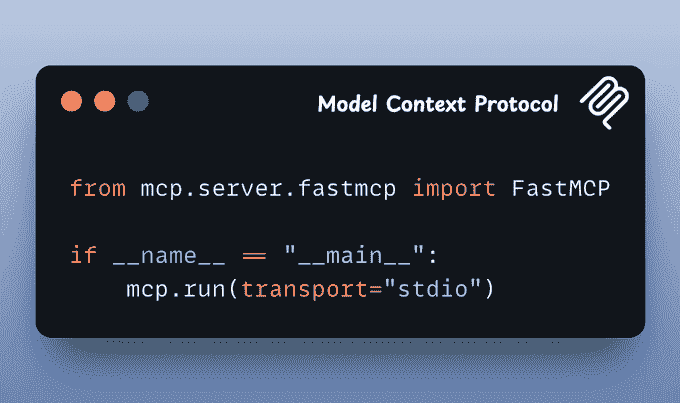 Model Context Protocol
from mcp.server.fastmcp import FastMCP
if __name__ == "__main__":
    mcp.run(transport="stdio")